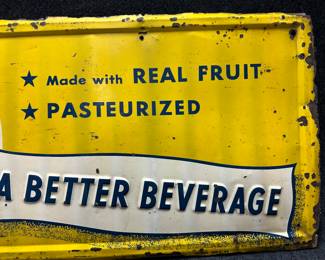 ★ Made with REAL FRUIT
★ PASTEURIZED
A BETTER BEVERAGE